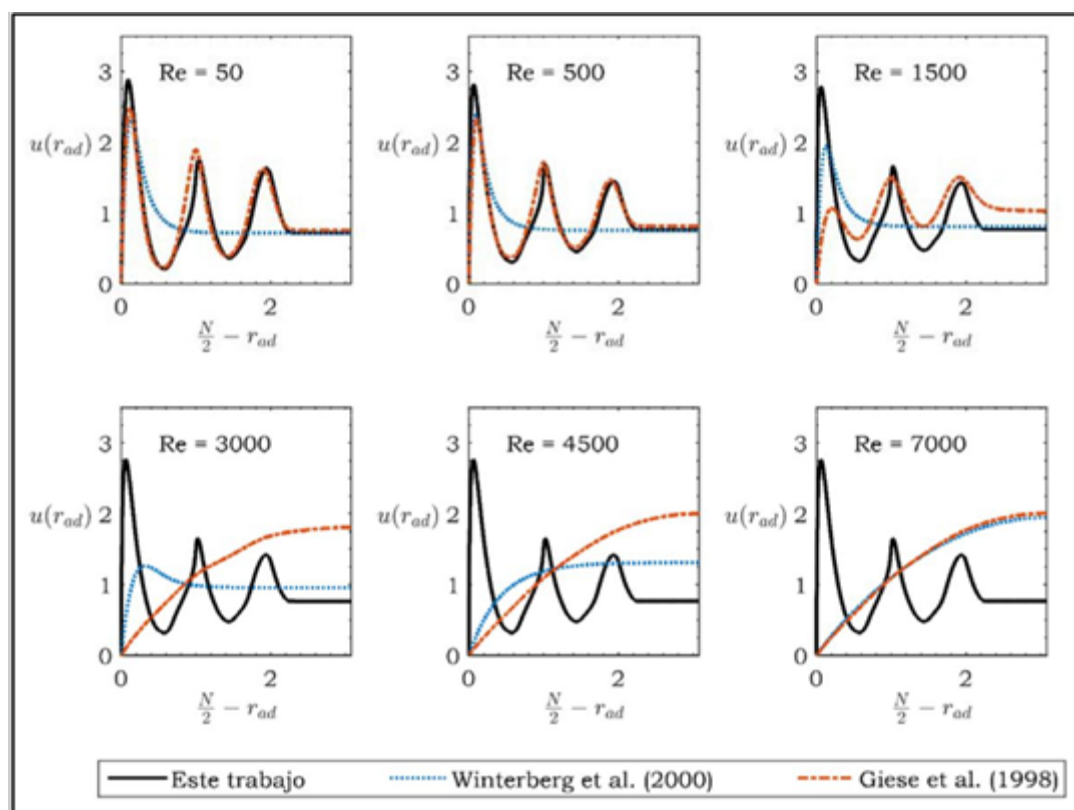 Re = 50
u(r_ad)
3
2
1
0
0
2
N/2 − r_ad
Re = 500
u(r_ad)
3
2
1
0
0
2
N/2 − r_ad
Re = 1500
u(r_ad)
3
2
1
0
0
2
N/2 − r_ad
Re = 3000
u(r_ad)
3
2
1
0
0
2
N/2 − r_ad
Re = 4500
u(r_ad)
3
2
1
0
0
2
N/2 − r_ad
Re = 7000
u(r_ad)
3
2
1
0
0
2
N/2 − r_ad
Este trabajo Winterberg et al. (2000) Giese et al. (1998)